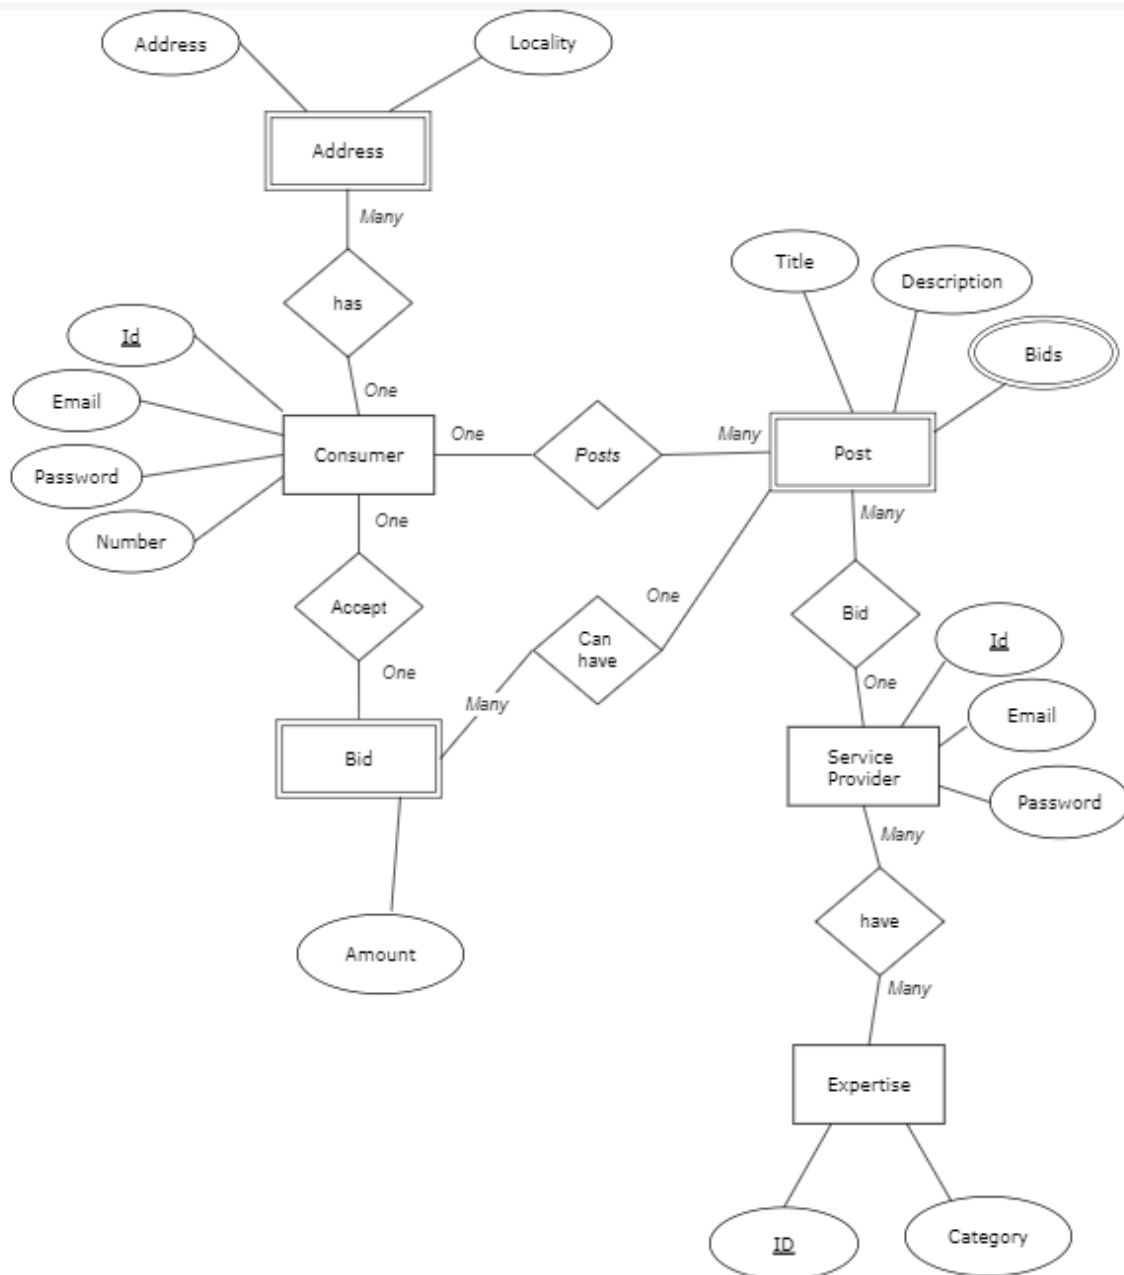 Address
Locality
Address
Many
has
Id
One
Email
Consumer
One
Posts
Many
Title
Description
Bids
Post
Password
Number
One
Many
Accept
One
Can
have
One
Many
Bid
Amount
Bid
One
Id
Email
Service
Provider
Password
Many
have
Many
Expertise
ID
Category